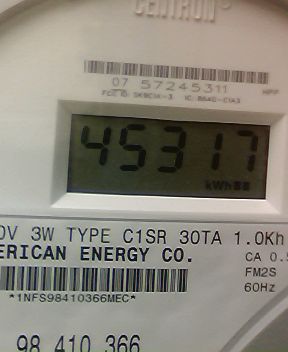 CENTRON®
07 57245311
45317
kWh
0V 3W TYPE C1SR 30TA 1.0Kh
ERICAN ENERGY CO.
CA 0.5
FM2S
*1NFS98410366MEC*
60Hz
98 410 366